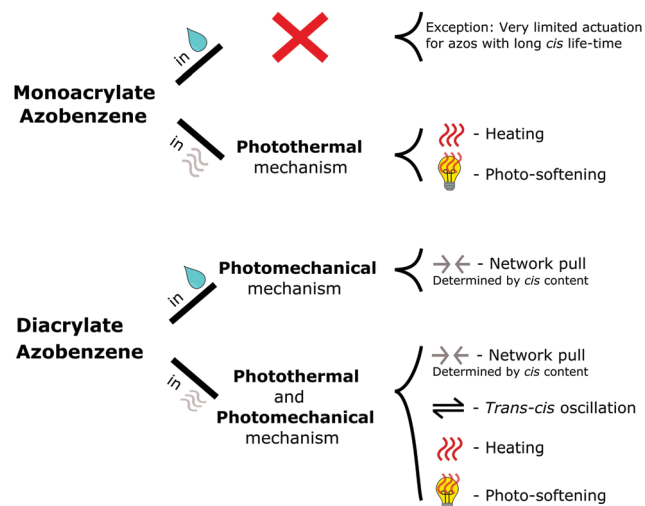 in
Exception: Very limited actuation
for azos with long cis life-time
Monoacrylate
Azobenzene
in
Photothermal
mechanism
- Heating
- Photo-softening
in
Photomechanical
mechanism
- Network pull
Determined by cis content
Diacrylate
Azobenzene
in
Photothermal
and
Photomechanical
mechanism
- Network pull
Determined by cis content
- Trans-cis oscillation
- Heating
- Photo-softening